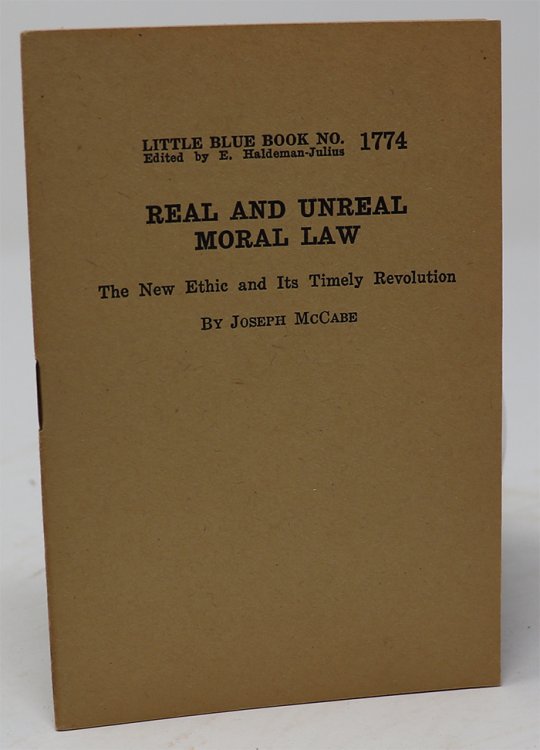 LITTLE BLUE BOOK NO. 1774
Edited by E. Haldeman-Julius
REAL AND UNREAL
MORAL LAW
The New Ethic and Its Timely Revolution
BY JOSEPH MCCABE